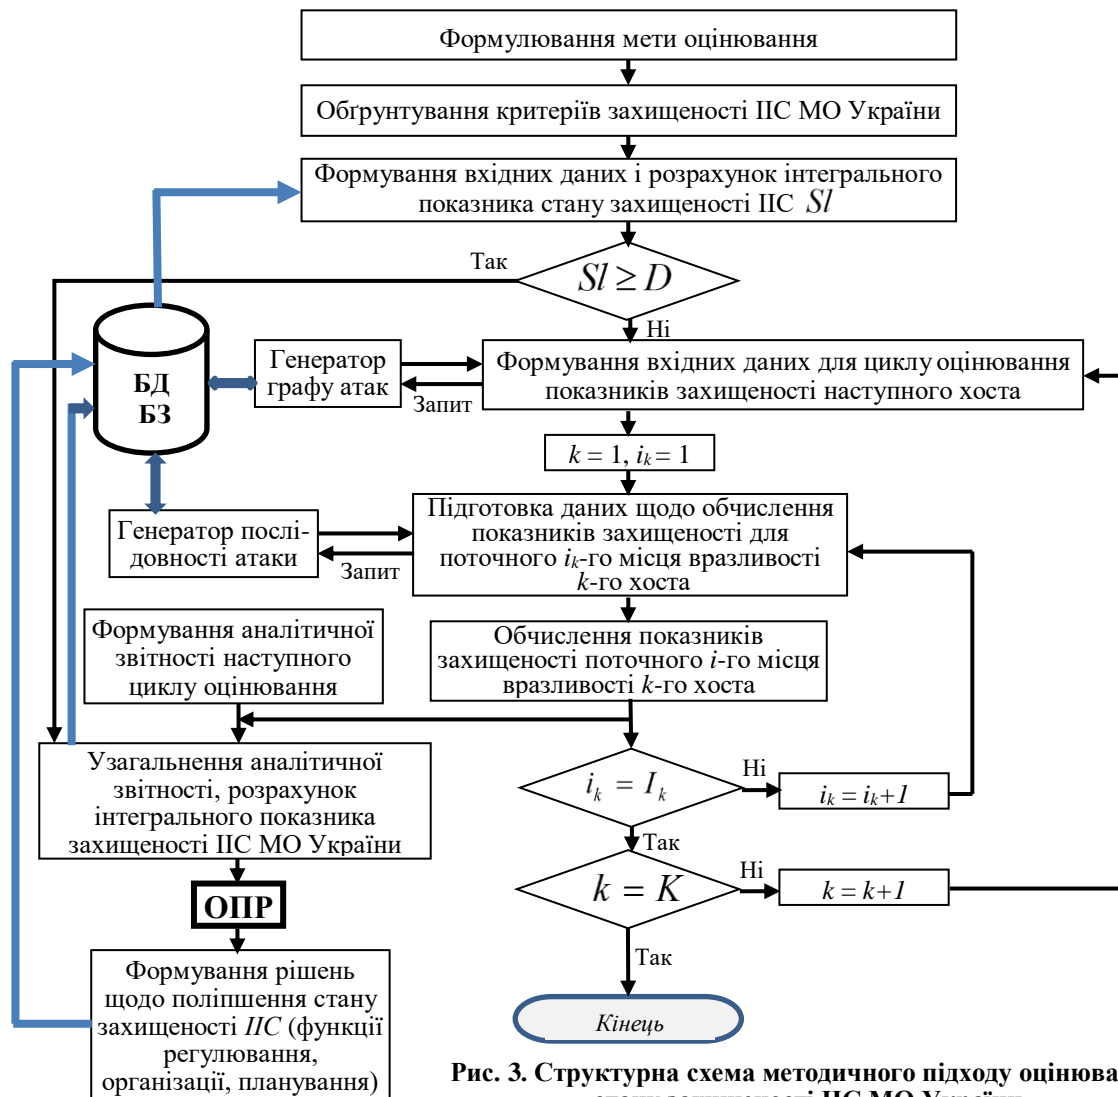 Формулювання мети оцінювання
Обґрунтування критеріїв захищеності ІІС МО України
Формування вхідних даних і розрахунок інтегрального
показника стану захищеності ІІС Sl
Так
Sl ≥ D
Ні
БД
БЗ
Генератор
графу атак
Запит
Формування вхідних даних для циклу оцінювання
показників захищеності наступного хоста
k = 1, iₖ = 1
Генератор послі-
довності атаки
Запит
Підготовка даних щодо обчислення
показників захищеності для
поточного iₖ-го місця вразливості
k-го хоста
Формування аналітичної
звітності наступного
циклу оцінювання
Обчислення показників
захищеності поточного i-го місця
вразливості k-го хоста
Узагальнення аналітичної
звітності, розрахунок
інтегрального показника
захищеності ІІС МО України
iₖ = Iₖ
Ні
iₖ = iₖ+1
Так
k = K
Ні
k = k+1
Так
ОПР
Формування рішень
щодо поліпшення стану
захищеності ІІС (функції
регулювання,
організації, планування)
Кінець
Рис. 3. Структурна схема методичного підходу оцінюва